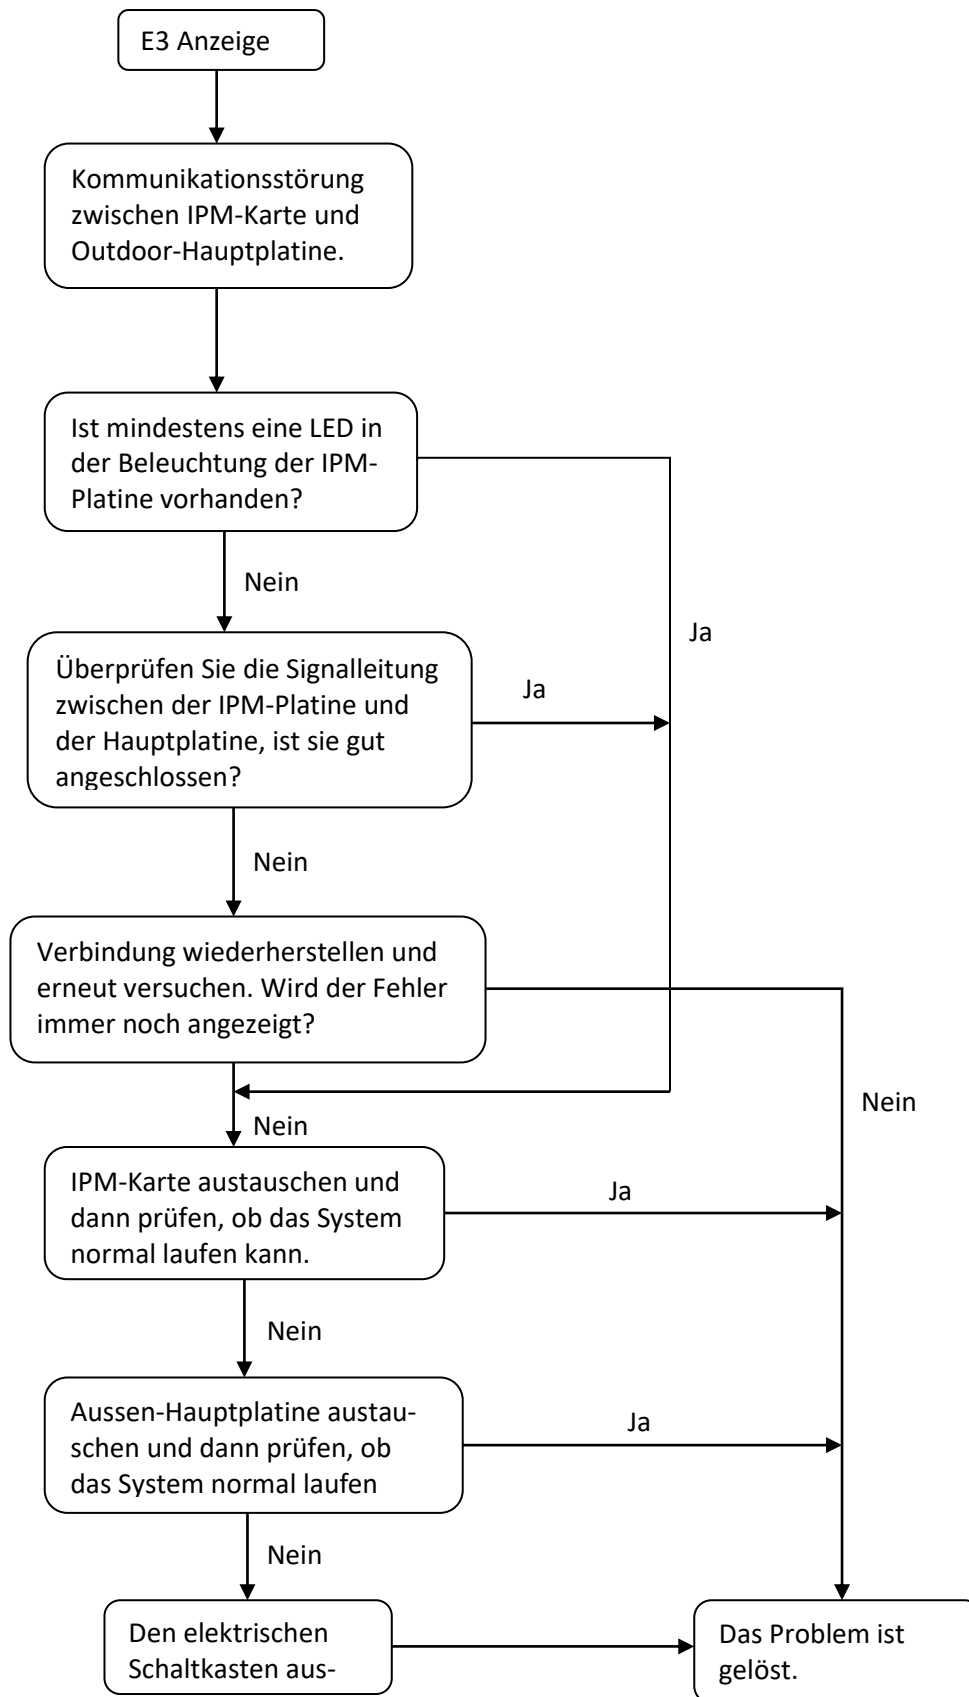 E3 Anzeige
Kommunikationsstörung
zwischen IPM-Karte und
Outdoor-Hauptplatine.
Ist mindestens eine LED in
der Beleuchtung der IPM-
Platine vorhanden?
Nein
Ja
Überprüfen Sie die Signalleitung
zwischen der IPM-Platine und
der Hauptplatine, ist sie gut
angeschlossen?
Ja
Nein
Verbindung wiederherstellen und
erneut versuchen. Wird der Fehler
immer noch angezeigt?
Nein
Nein
IPM-Karte austauschen und
dann prüfen, ob das System
normal laufen kann.
Ja
Nein
Aussen-Hauptplatine austau-
schen und dann prüfen, ob
das System normal laufen
Ja
Nein
Den elektrischen
Schaltkasten aus-
Das Problem ist
gelöst.